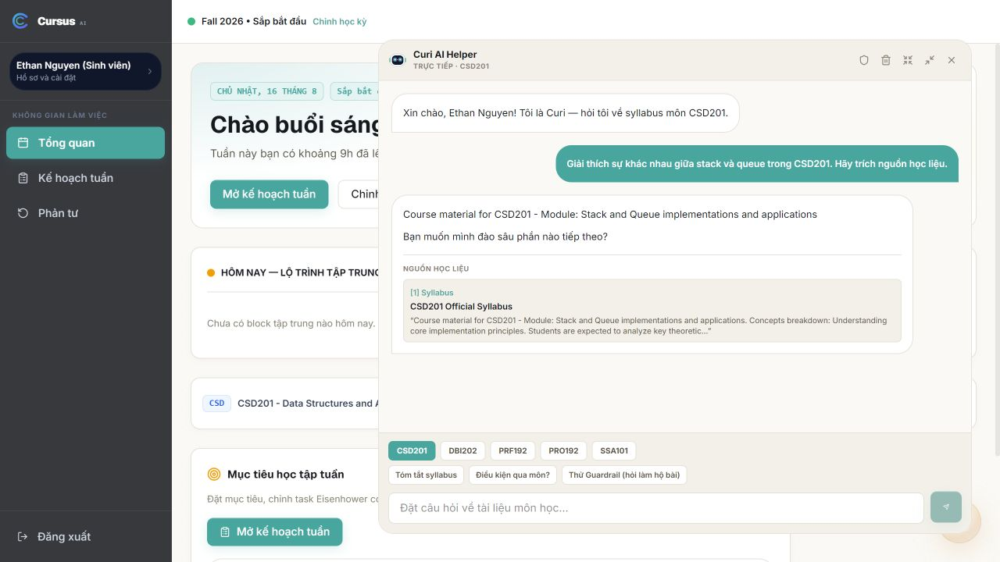 Cursus AI
Ethan Nguyen (Sinh viên)
Hồ sơ và cài đặt
KHÔNG GIAN LÀM VIỆC
Tổng quan
Kế hoạch tuần
Phản tư
Đăng xuất
Fall 2026 • Sắp bắt đầu Chỉnh học kỳ
CHỦ NHẬT, 16 THÁNG 8 Sắp bắt
Chào buổi sáng
Tuần này bạn có khoảng 9h đã
Mở kế hoạch tuần Chỉnh
HÔM NAY — LỘ TRÌNH TẬP TRUNG
Chưa có block tập trung nào hôm nay.
CSD CSD201 - Data Structures and
Mục tiêu học tập tuần
Đặt mục tiêu, chỉnh task Eisenhower
Mở kế hoạch tuần
Curi AI Helper
TRỰC TIẾP · CSD201
Xin chào, Ethan Nguyen! Tôi là Curi — hỏi tôi về syllabus môn CSD201.
Giải thích sự khác nhau giữa stack và queue trong CSD201. Hãy trích nguồn học liệu.
Course material for CSD201 - Module: Stack and Queue implementations and applications
Bạn muốn mình đào sâu phần nào tiếp theo?
NGUỒN HỌC LIỆU
[1] Syllabus
CSD201 Official Syllabus
“Course material for CSD201 - Module: Stack and Queue implementations and applications. Concepts breakdown: Understanding
core implementation principles. Students are expected to analyze key theoretic...”
CSD201 DBI202 PRF192 PRO192 SSA101
Tóm tắt syllabus Điều kiện qua môn? Thử Guardrail (hỏi làm hộ bài)
Đặt câu hỏi về tài liệu môn học...